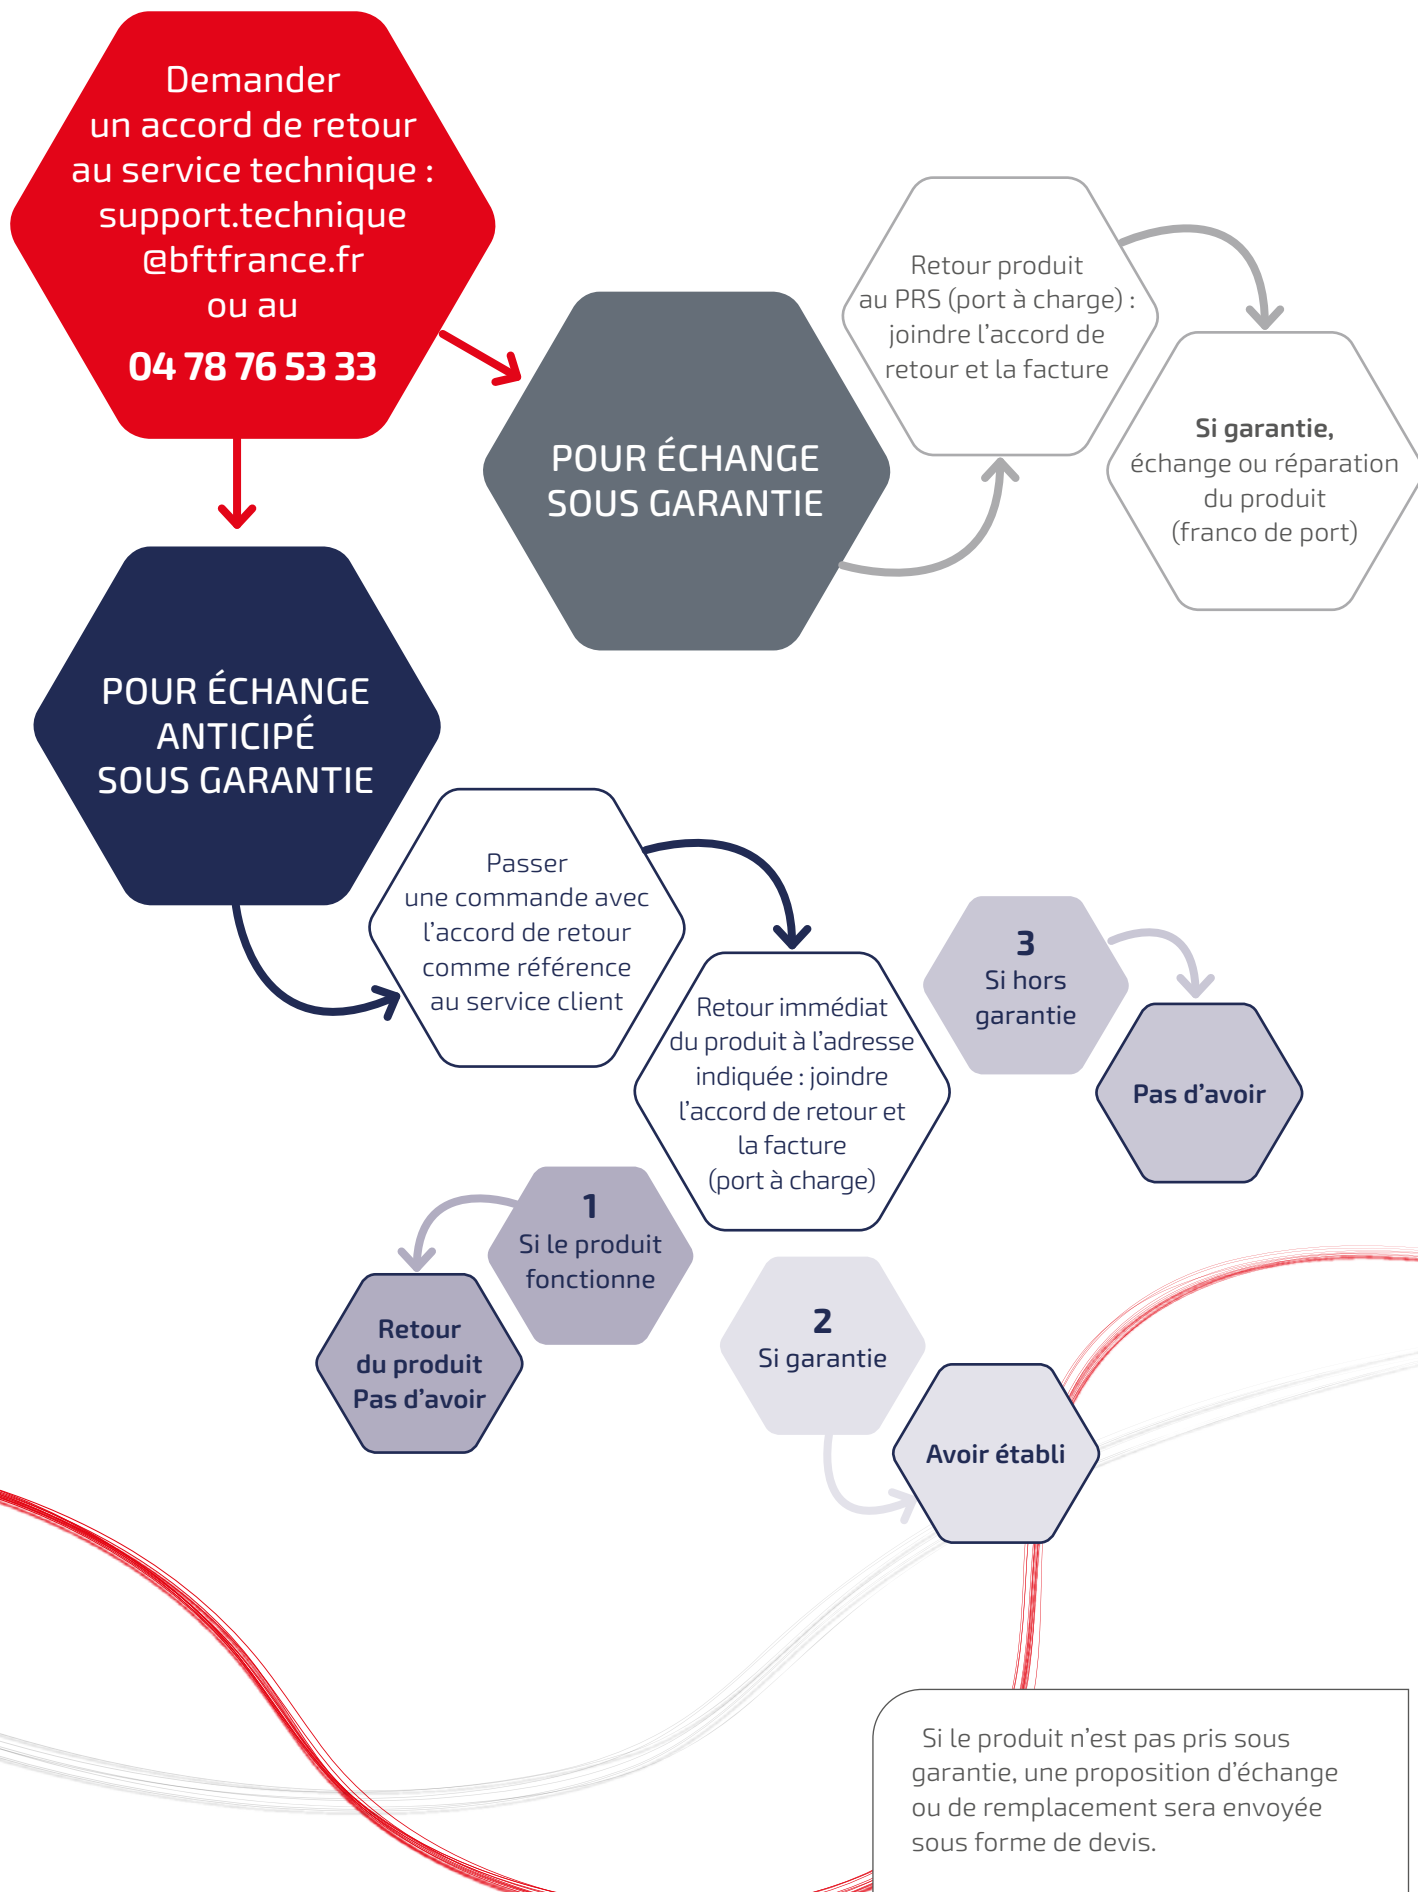 Demander
un accord de retour
au service technique :
support.technique
@bftfrance.fr
ou au
04 78 76 53 33
POUR ÉCHANGE
SOUS GARANTIE
Retour produit
au PRS (port à charge) :
joindre l'accord de
retour et la facture
Si garantie,
échange ou réparation
du produit
(franco de port)
POUR ÉCHANGE
ANTICIPÉ
SOUS GARANTIE
Passer
une commande avec
l'accord de retour
comme référence
au service client
Retour immédiat
du produit à l'adresse
indiquée : joindre
l'accord de retour et
la facture
(port à charge)
1
Si le produit
fonctionne
Retour
du produit
Pas d'avoir
2
Si garantie
Avoir établi
3
Si hors
garantie
Pas d'avoir
Si le produit n'est pas pris sous
garantie, une proposition d'échange
ou de remplacement sera envoyée
sous forme de devis.